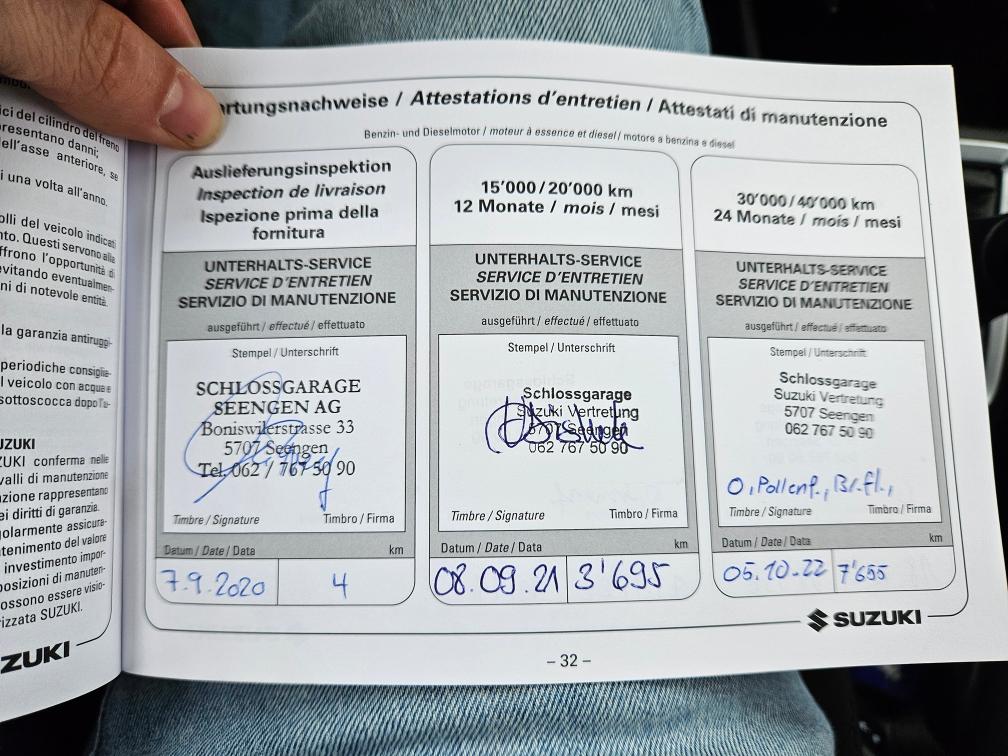 ici del cilindro del freno
presentano danni;
dell'asse anteriore, se
i una volta all'anno.
olli del veicolo indicati
nto. Questi servono alla
ffrono l'opportunità di
evitando eventualmen-
ni di notevole entità.
la garanzia antiruggi-
periodiche consiglia-
l veicolo con acqua e
sottoscocca dopo l'u-
UZUKI
ZUKI conferma nelle
valli di manutenzione
zione rappresentano
ei diritti di garanzia.
golarmente assicura-
tenimento del valore
investimento impor-
posizioni di manuten-
ossono essere visio-
rizzata SUZUKI.
ZUKI
artungsnachweise / Attestations d'entretien / Attestati di manutenzione
Benzin- und Dieselmotor / moteur à essence et diesel / motore a benzina e diesel
Auslieferungsinspektion
Inspection de livraison
Ispezione prima della
fornitura
UNTERHALTS-SERVICE
SERVICE D'ENTRETIEN
SERVIZIO DI MANUTENZIONE
ausgeführt / effectué / effettuato
Stempel / Unterschrift
SCHLOSSGARAGE
SEENGEN AG
Boniswilerstrasse 33
5707 Seengen
Tel. 062 / 767 50 90
Timbre / Signature Timbro / Firma
Datum / Date / Data km
7.9.2020 4
15'000 / 20'000 km
12 Monate / mois / mesi
UNTERHALTS-SERVICE
SERVICE D'ENTRETIEN
SERVIZIO DI MANUTENZIONE
ausgeführt / effectué / effettuato
Stempel / Unterschrift
Schlossgarage
Suzuki Vertretung
5707 Seengen
062 767 50 90
Timbre / Signature Timbro / Firma
Datum / Date / Data km
08.09.21 3'695
30'000 / 40'000 km
24 Monate / mois / mesi
UNTERHALTS-SERVICE
SERVICE D'ENTRETIEN
SERVIZIO DI MANUTENZIONE
ausgeführt / effectué / effettuato
Stempel / Unterschrift
Schlossgarage
Suzuki Vertretung
5707 Seengen
062 767 50 90
O, Pollenf., Br.fl.,
Timbre / Signature Timbro / Firma
Datum / Date / Data km
05.10.22 7'655
SUZUKI
– 32 –